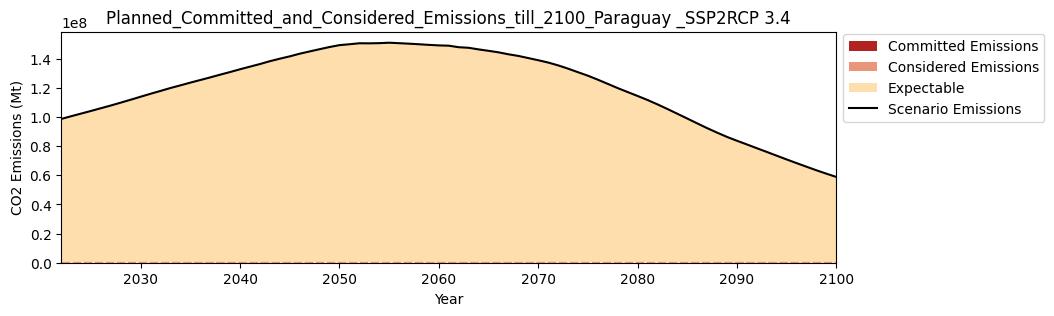 Planned_Committed_and_Considered_Emissions_till_2100_Paraguay _SSP2RCP 3.4
1e8
1.4
1.2
1.0
0.8
0.6
0.4
0.2
0.0
CO2 Emissions (Mt)
2030 2040 2050 2060 2070 2080 2090 2100
Year
Committed Emissions
Considered Emissions
Expectable
Scenario Emissions